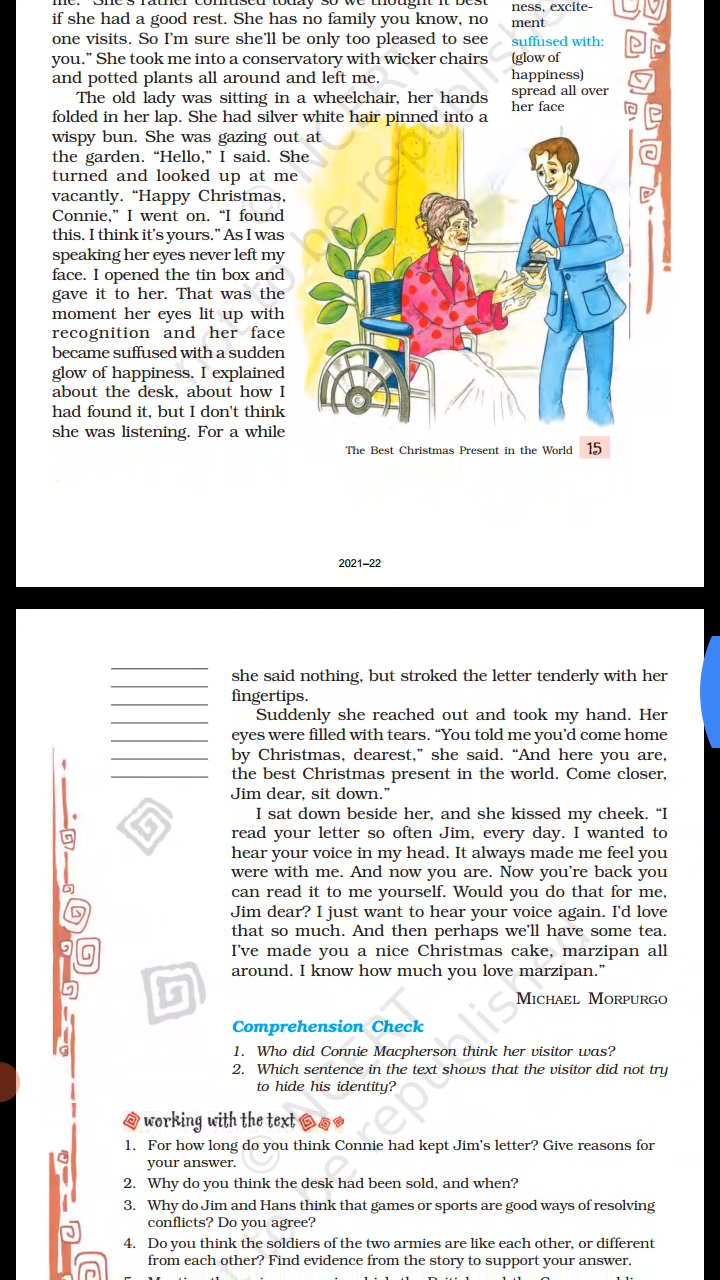 if she had a good rest. She has no family you know, no
one visits. So I'm sure she'll be only too pleased to see
you.” She took me into a conservatory with wicker chairs
and potted plants all around and left me.
The old lady was sitting in a wheelchair, her hands
folded in her lap. She had silver white hair pinned into a
wispy bun. She was gazing out at
the garden. “Hello,” I said. She
turned and looked up at me
vacantly. “Happy Christmas,
Connie,” I went on. “I found
this. I think it's yours.” As I was
speaking her eyes never left my
face. I opened the tin box and
gave it to her. That was the
moment her eyes lit up with
recognition and her face
became suffused with a sudden
glow of happiness. I explained
about the desk, about how I
had found it, but I don't think
she was listening. For a while
ness, excite-
ment
suffused with:
(glow of
happiness)
spread all over
her face
The Best Christmas Present in the World 15
2021–22
she said nothing, but stroked the letter tenderly with her
fingertips.
Suddenly she reached out and took my hand. Her
eyes were filled with tears. “You told me you'd come home
by Christmas, dearest,” she said. “And here you are,
the best Christmas present in the world. Come closer,
Jim dear, sit down.”
I sat down beside her, and she kissed my cheek. “I
read your letter so often Jim, every day. I wanted to
hear your voice in my head. It always made me feel you
were with me. And now you are. Now you're back you
can read it to me yourself. Would you do that for me,
Jim dear? I just want to hear your voice again. I'd love
that so much. And then perhaps we'll have some tea.
I've made you a nice Christmas cake, marzipan all
around. I know how much you love marzipan.”
MICHAEL MORPURGO
Comprehension Check
1. Who did Connie Macpherson think her visitor was?
2. Which sentence in the text shows that the visitor did not try
to hide his identity?
working with the text
1. For how long do you think Connie had kept Jim's letter? Give reasons for
your answer.
2. Why do you think the desk had been sold, and when?
3. Why do Jim and Hans think that games or sports are good ways of resolving
conflicts? Do you agree?
4. Do you think the soldiers of the two armies are like each other, or different
from each other? Find evidence from the story to support your answer.
© NCERT
not to be republished
© NCERT
not to be republished